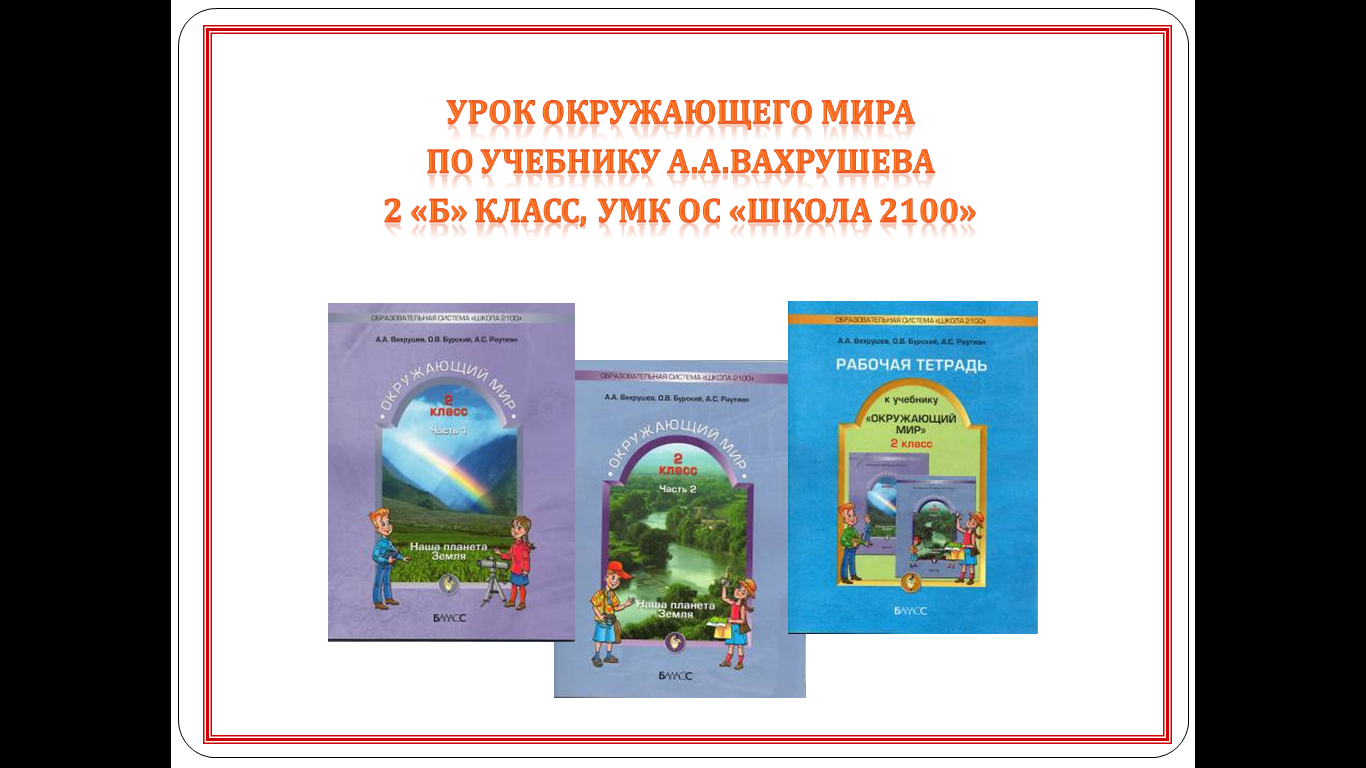 УРОК ОКРУЖАЮЩЕГО МИРА
ПО УЧЕБНИКУ А.А.ВАХРУШЕВА
2 «Б» КЛАСС, УМК ОС «ШКОЛА 2100»
ОБРАЗОВАТЕЛЬНАЯ СИСТЕМА «ШКОЛА 2100»
А.А. Вахрушев, О.В. Бурский, А.С. Раутиан
• ОКРУЖАЮЩИЙ МИР •
2
класс
Часть 1
Наша планета
Земля
БАЛАСС
ОБРАЗОВАТЕЛЬНАЯ СИСТЕМА «ШКОЛА 2100»
А.А. Вахрушев, О.В. Бурский, А.С. Раутиан
• ОКРУЖАЮЩИЙ МИР •
2
класс
Часть 2
Наша планета
Земля
БАЛАСС
ОБРАЗОВАТЕЛЬНАЯ СИСТЕМА «ШКОЛА 2100»
А.А. Вахрушев, О.В. Бурский, А.С. Раутиан
РАБОЧАЯ ТЕТРАДЬ
к учебнику
«ОКРУЖАЮЩИЙ
МИР»
2 класс
БАЛАСС